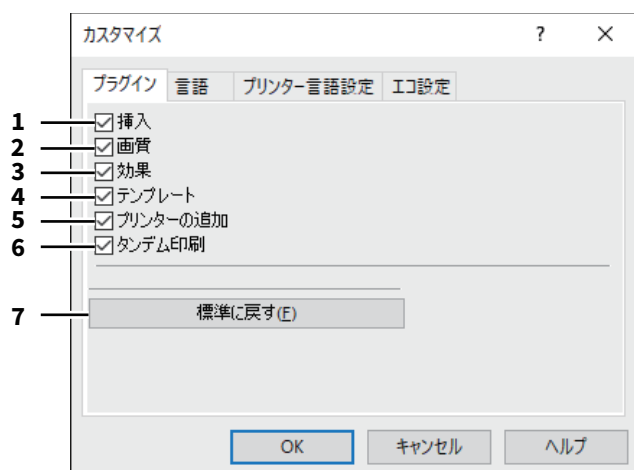 カスタマイズ ? ×
プラグイン 言語 プリンター言語設定 エコ設定
1 挿入
2 画質
3 効果
4 テンプレート
5 プリンターの追加
6 タンデム印刷
7 標準に戻す(F)
OK キャンセル ヘルプ